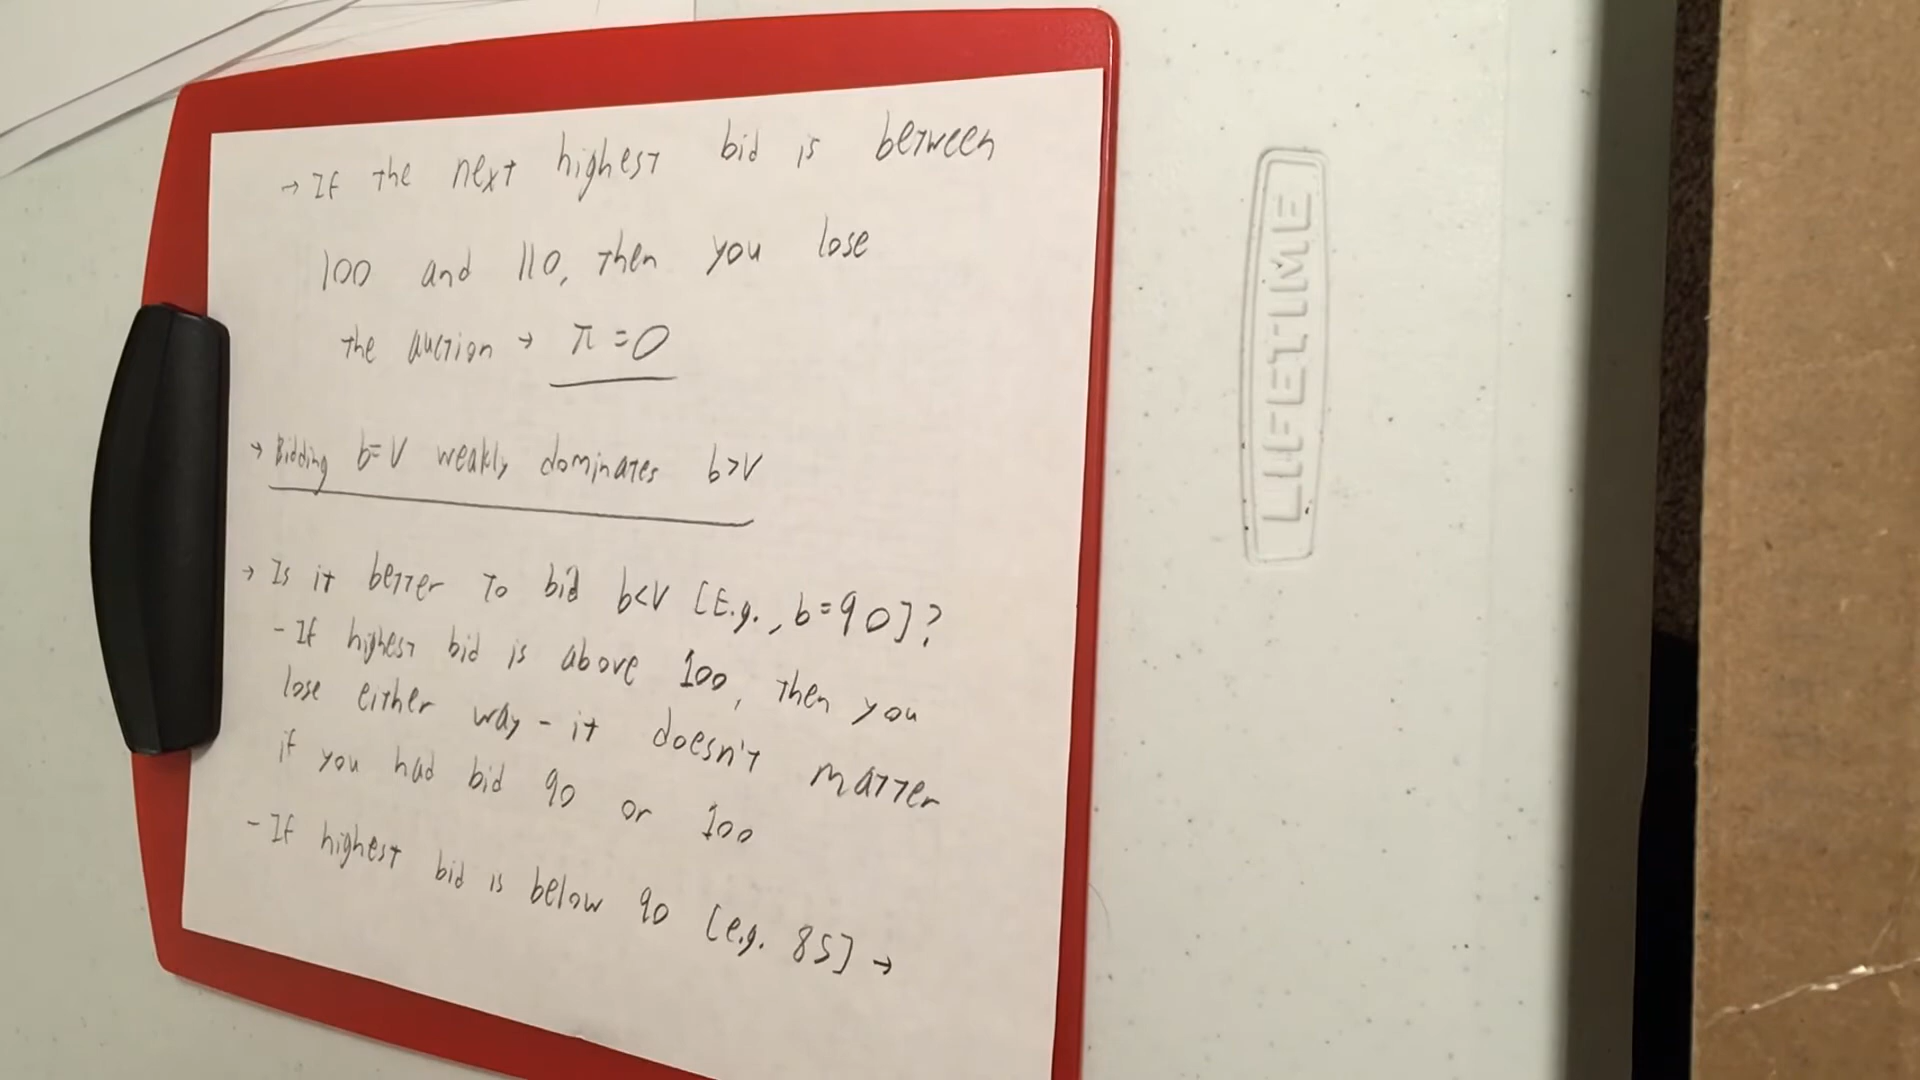 → If the next highest bid is between
100 and 110, then you lose
the auction → π = 0
→ Bidding b=V weakly dominates b>V
→ Is it better to bid b<V [E.g., b=90]?
- If highest bid is above 100, then you
lose either way - it doesn't matter
if you had bid 90 or 100
- If highest bid is below 90 [e.g. 85] →
LIFETIME